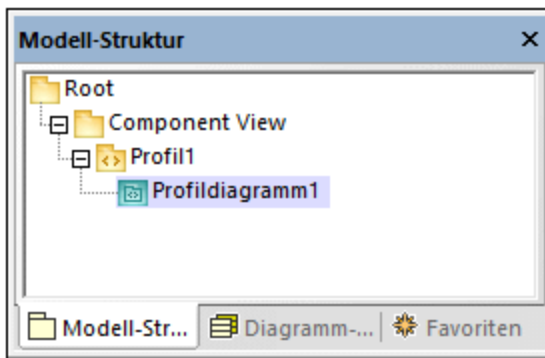 Modell-Struktur
Root
Component View
Profil1
Profildiagramm1
Modell-Str... Diagramm-... Favoriten